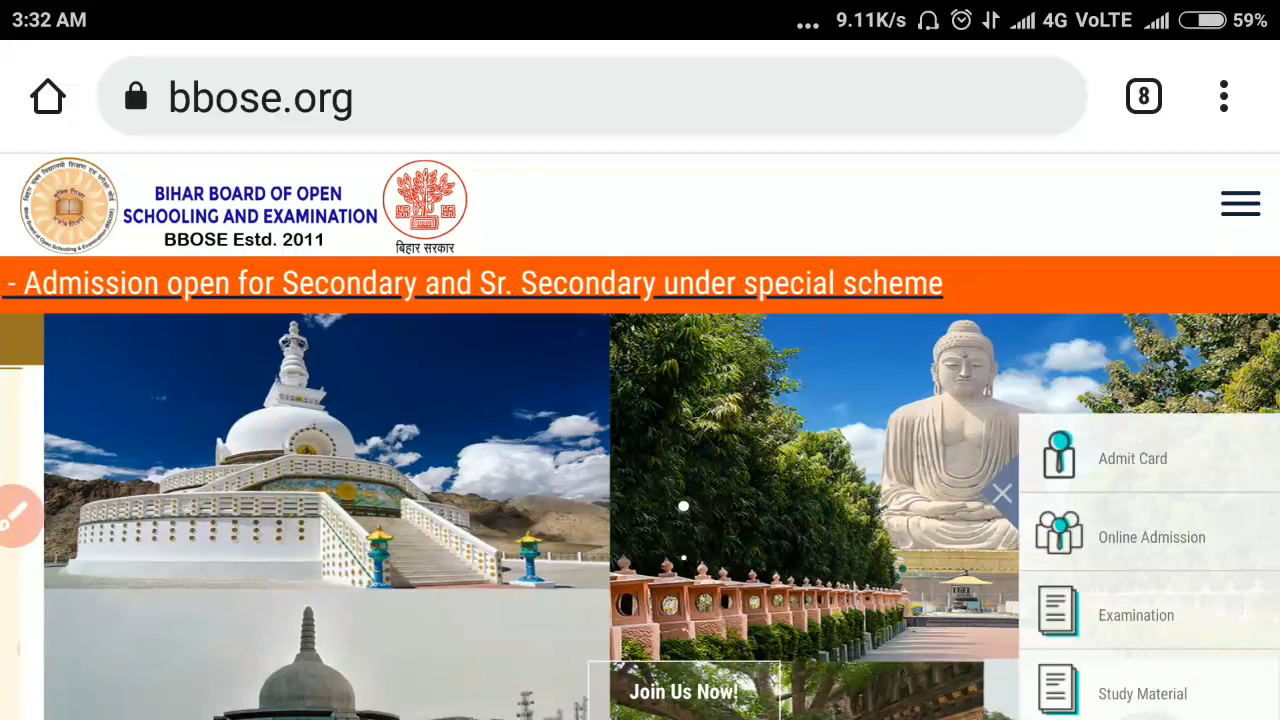 3:32 AM
... 9.11K/s 4G VoLTE 59%
bbose.org
8
BIHAR BOARD OF OPEN
SCHOOLING AND EXAMINATION
BBOSE Estd. 2011
बिहार सरकार
- Admission open for Secondary and Sr. Secondary under special scheme
Admit Card
Online Admission
Examination
Study Material
Join Us Now!